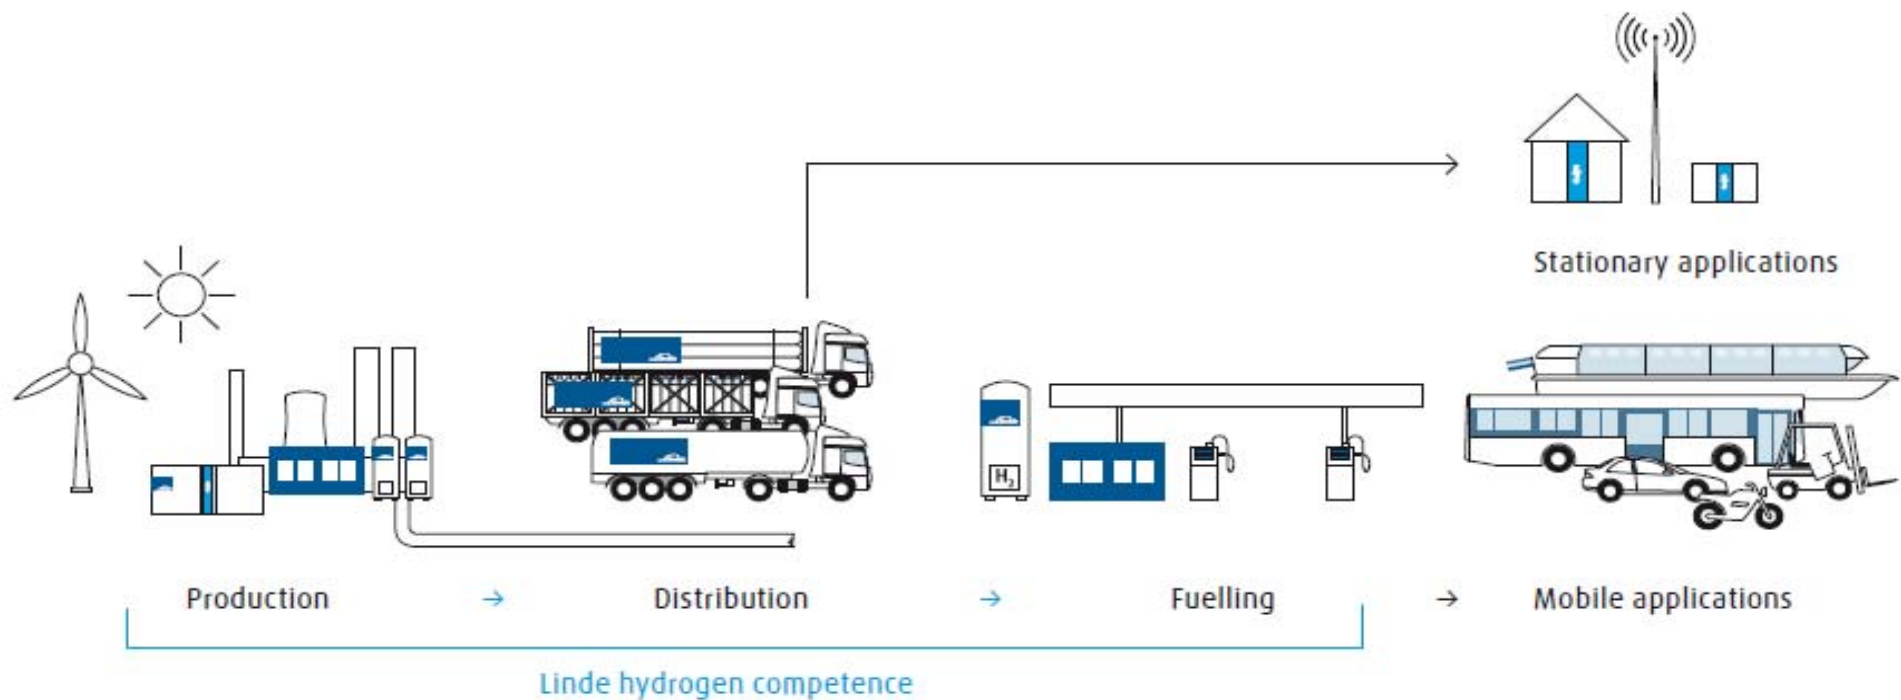 Stationary applications
H₂
Production → Distribution → Fuelling → Mobile applications
Linde hydrogen competence